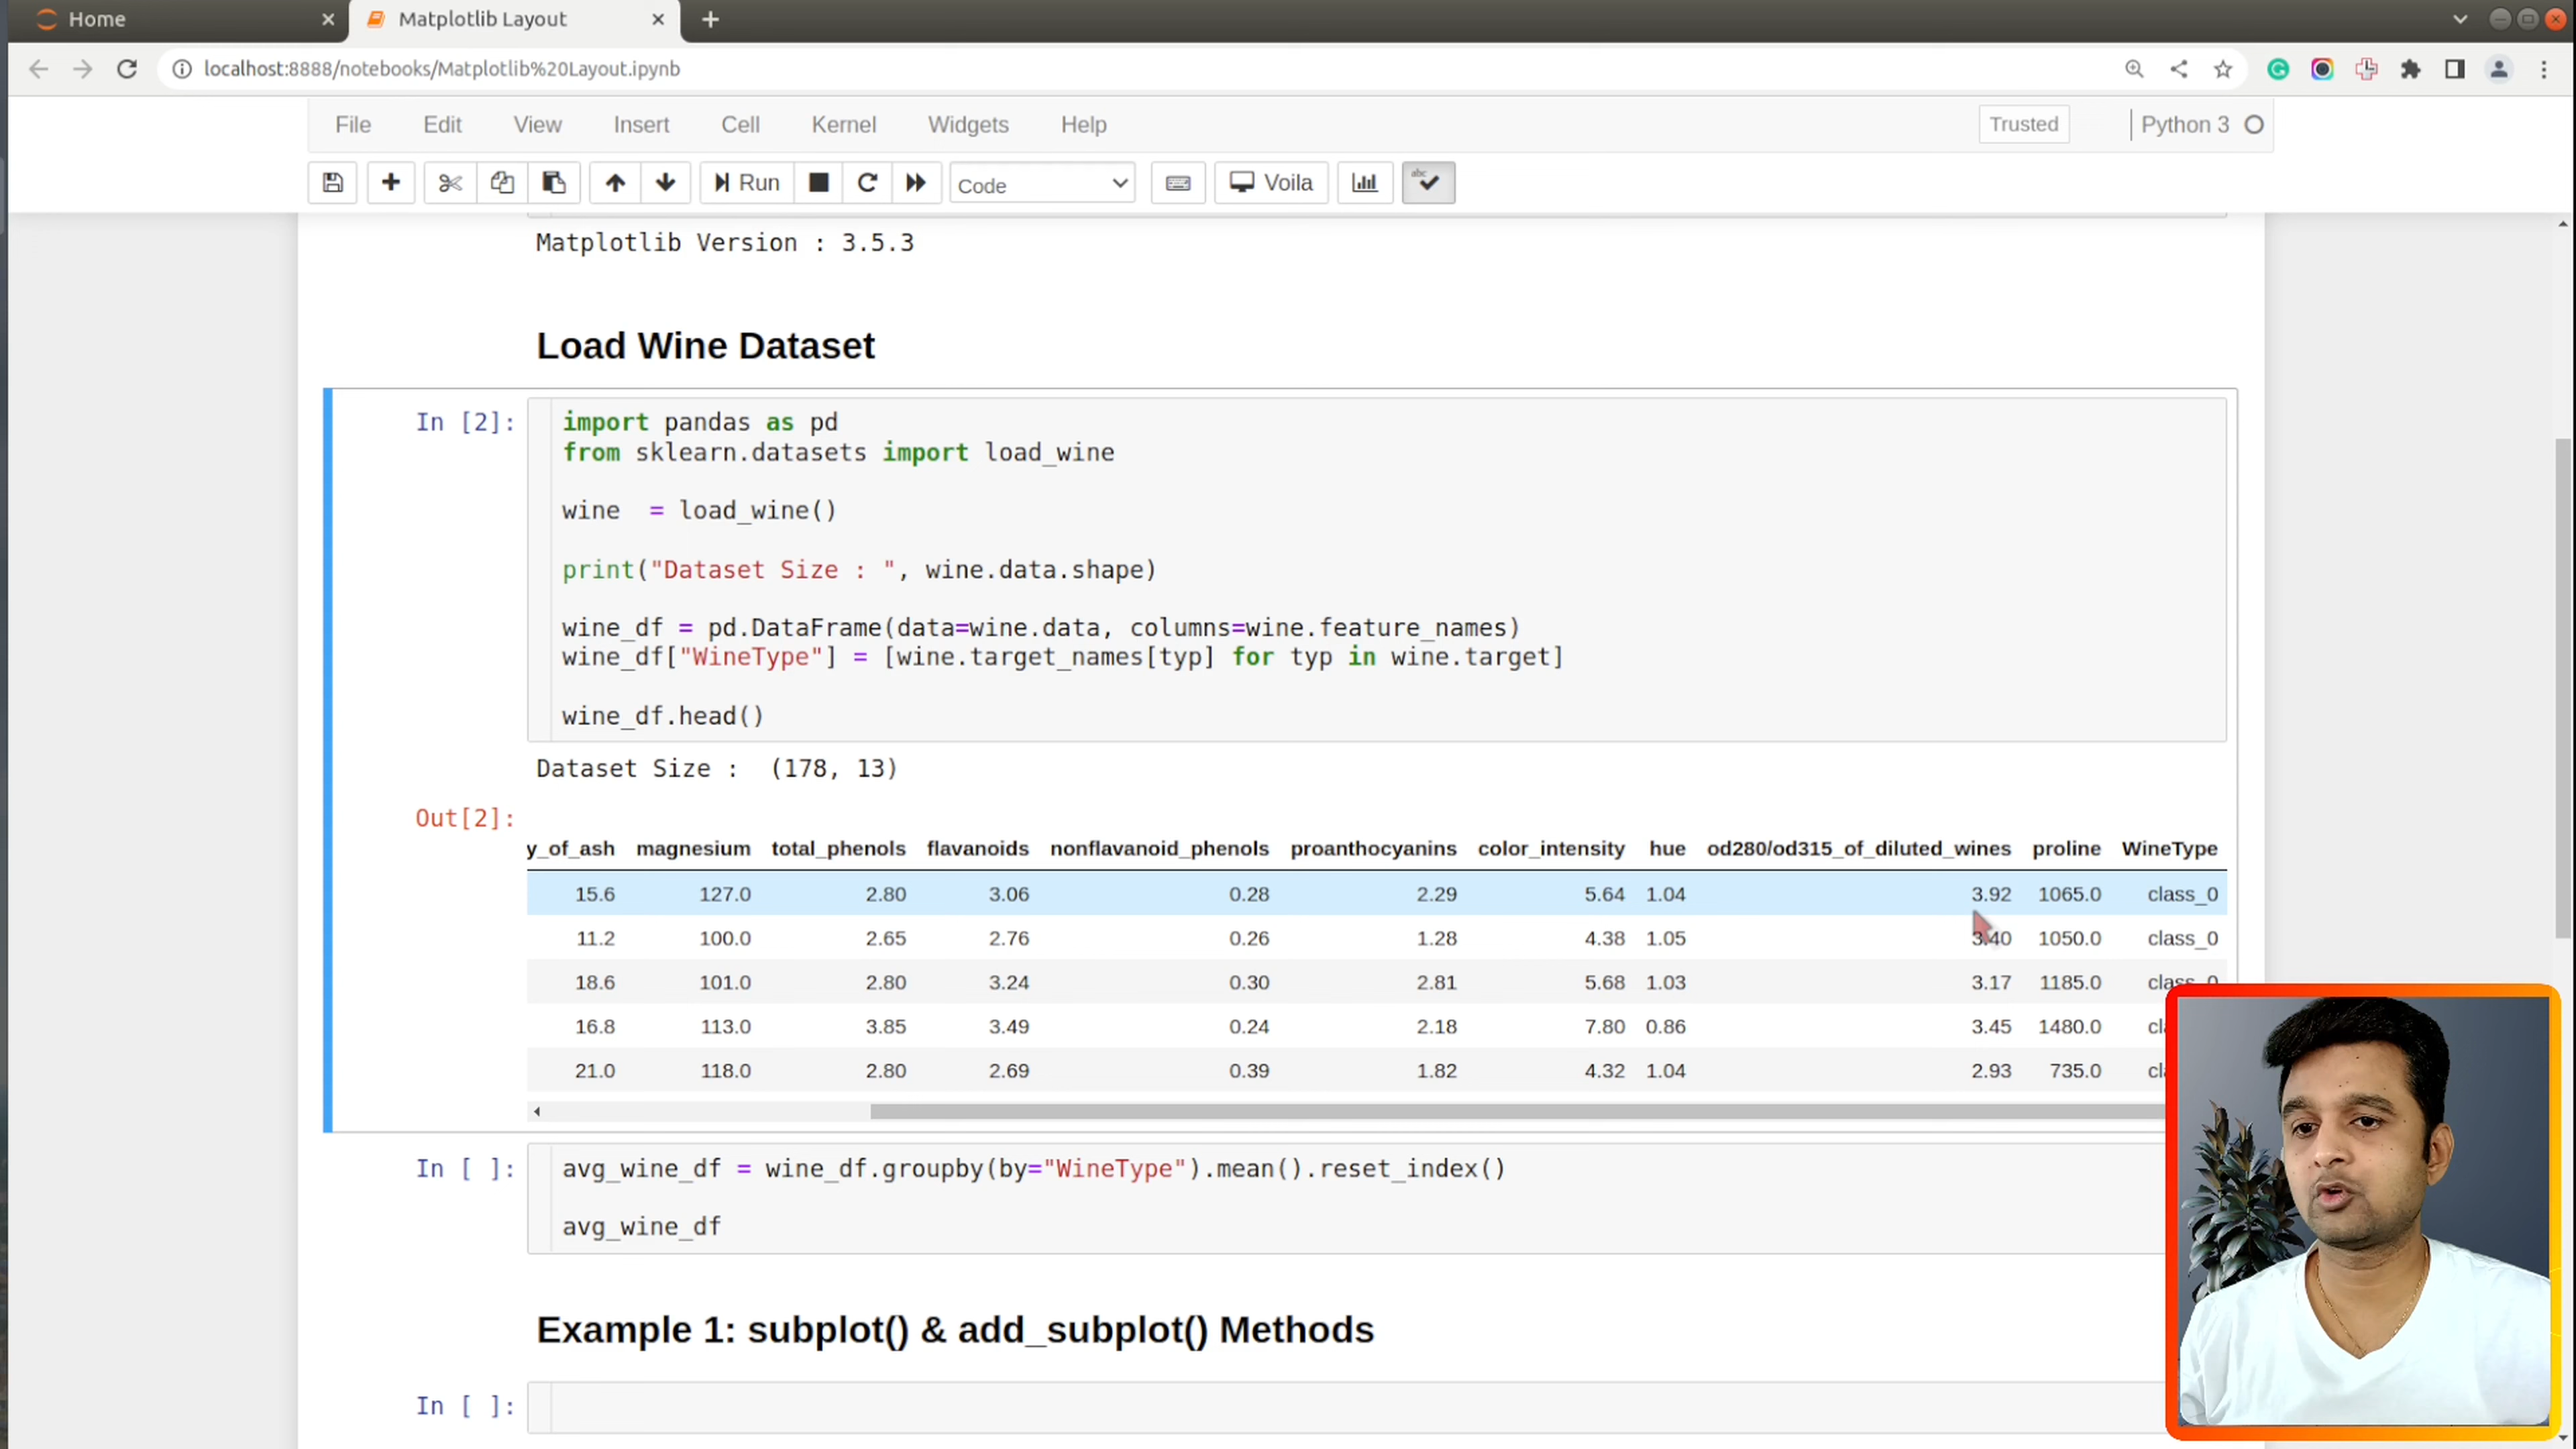 Home
Matplotlib Layout
localhost:8888/notebooks/Matplotlib%20Layout.ipynb
File Edit View Insert Cell Kernel Widgets Help
Trusted
Python 3
Run
Code
Voila
abc
Matplotlib Version : 3.5.3
Load Wine Dataset
In [2]:
import pandas as pd
from sklearn.datasets import load_wine
wine  = load_wine()
print("Dataset Size : ", wine.data.shape)
wine_df = pd.DataFrame(data=wine.data, columns=wine.feature_names)
wine_df["WineType"] = [wine.target_names[typ] for typ in wine.target]
wine_df.head()
Dataset Size :  (178, 13)
Out[2]:
y_of_ash magnesium total_phenols flavanoids nonflavanoid_phenols proanthocyanins color_intensity hue od280/od315_of_diluted_wines proline WineType
15.6 127.0 2.80 3.06 0.28 2.29 5.64 1.04 3.92 1065.0 class_0
11.2 100.0 2.65 2.76 0.26 1.28 4.38 1.05 3.40 1050.0 class_0
18.6 101.0 2.80 3.24 0.30 2.81 5.68 1.03 3.17 1185.0 class_0
16.8 113.0 3.85 3.49 0.24 2.18 7.80 0.86 3.45 1480.0 cl
21.0 118.0 2.80 2.69 0.39 1.82 4.32 1.04 2.93 735.0 cl
In [ ]:
avg_wine_df = wine_df.groupby(by="WineType").mean().reset_index()
avg_wine_df
Example 1: subplot() & add_subplot() Methods
In [ ]: